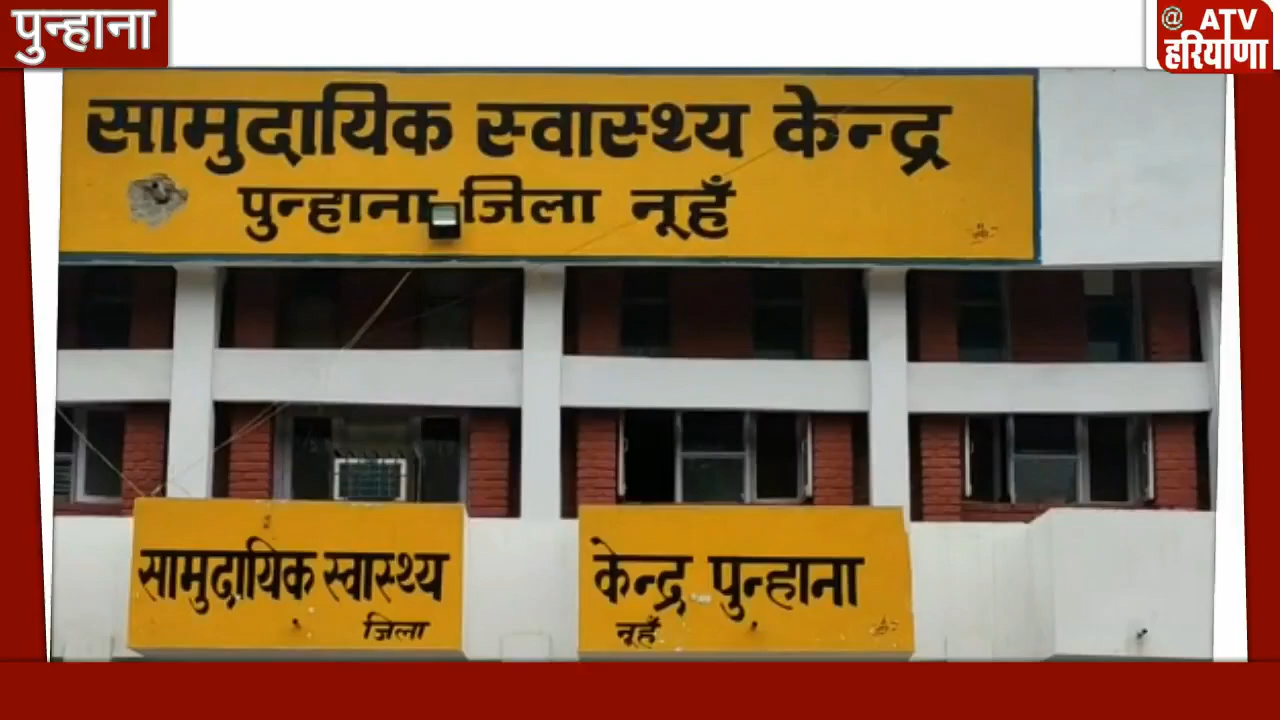 पुन्हाना
@ ATV
हरियाणा
सामुदायिक स्वास्थ्य केन्द्र
पुन्हाना जिला नूहँ
सामुदायिक स्वास्थ्य
जिला
केन्द्र पुन्हाना
नूहँ